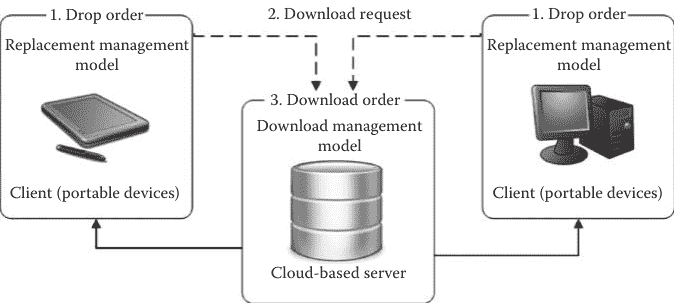 1. Drop order
Replacement management
model
Client (portable devices)
2. Download request
3. Download order
Download management
model
Cloud-based server
1. Drop order
Replacement management
model
Client (portable devices)